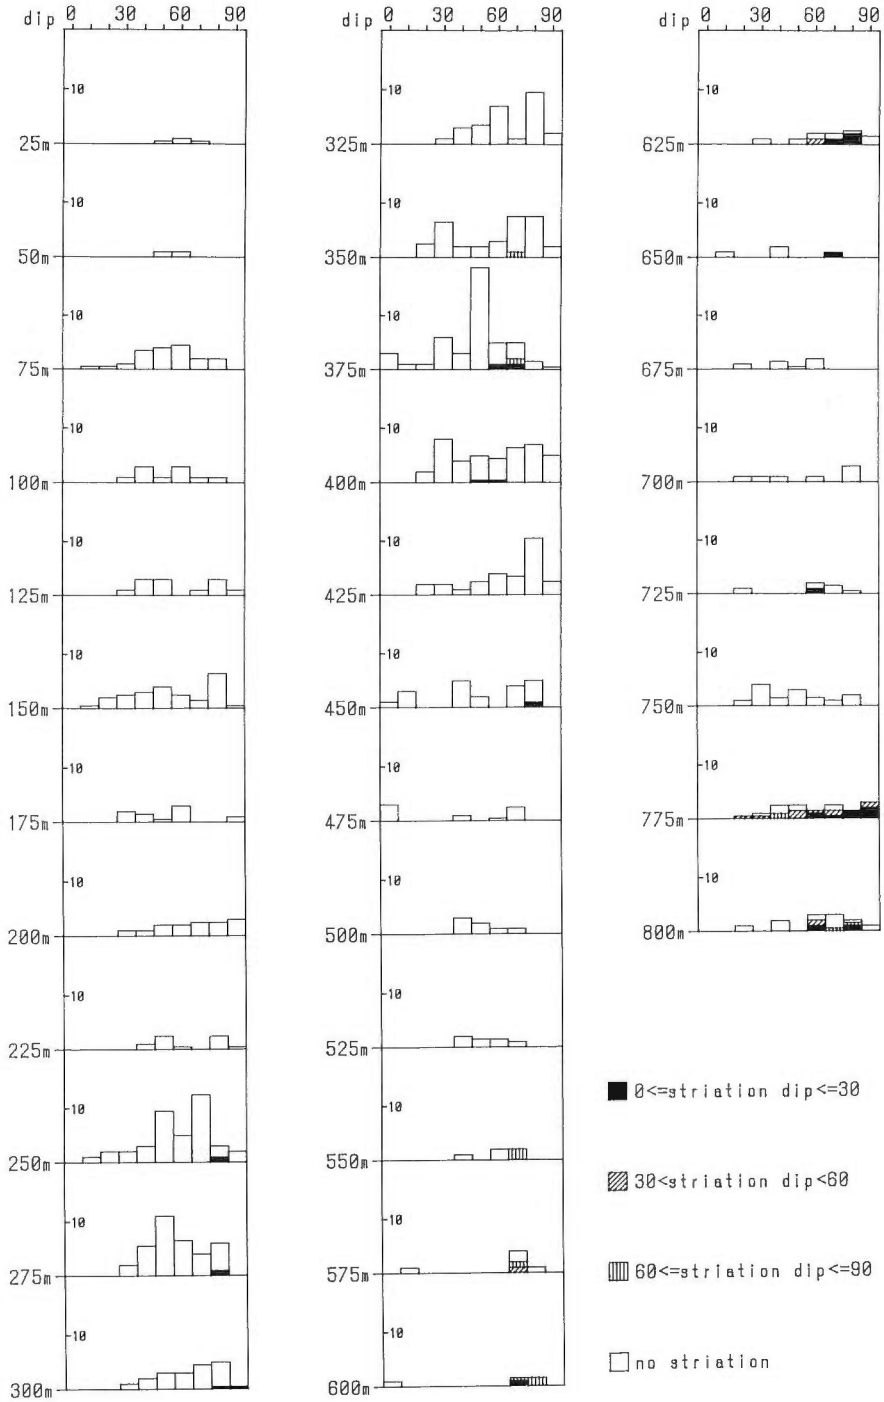 dip 0 30 60 90
10
25m
10
50m
10
75m
10
100m
10
125m
10
150m
10
175m
10
200m
10
225m
10
250m
10
275m
10
300m
dip 0 30 60 90
10
325m
10
350m
10
375m
10
400m
10
425m
10
450m
10
475m
10
500m
10
525m
10
550m
10
575m
10
600m
dip 0 30 60 90
10
625m
10
650m
10
675m
10
700m
10
725m
10
750m
10
775m
10
800m
0<=striation dip<=30
30<striation dip<60
60<=striation dip<=90
no striation